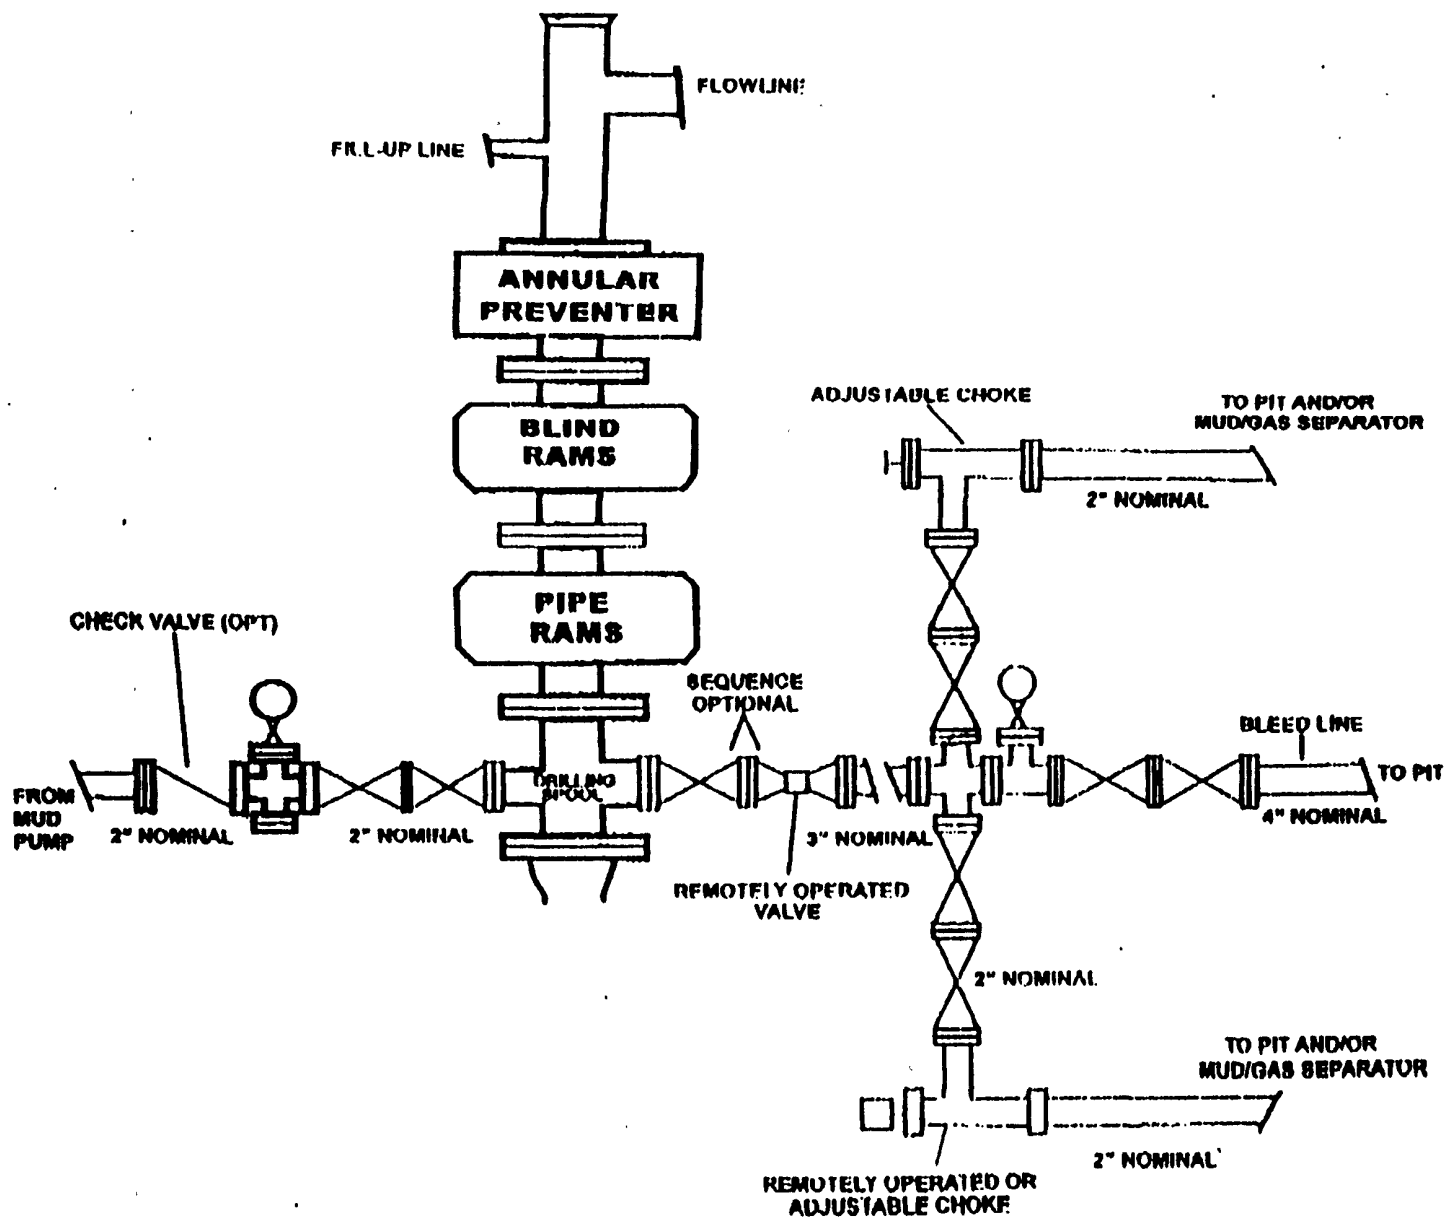 FLOWLINE
FILL-UP LINE
ANNULAR
PREVENTER
BLIND
RAMS
PIPE
RAMS
ADJUSTABLE CHOKE
TO PIT AND/OR
MUD/GAS SEPARATOR
2" NOMINAL
CHECK VALVE (OPT)
SEQUENCE
OPTIONAL
BLEED LINE
TO PIT
4" NOMINAL
FROM
MUD
PUMP
2" NOMINAL
2" NOMINAL
DRILLING
SPOOL
3" NOMINAL
REMOTELY OPERATED
VALVE
2" NOMINAL
TO PIT AND/OR
MUD/GAS SEPARATOR
2" NOMINAL
REMOTELY OPERATED OR
ADJUSTABLE CHOKE